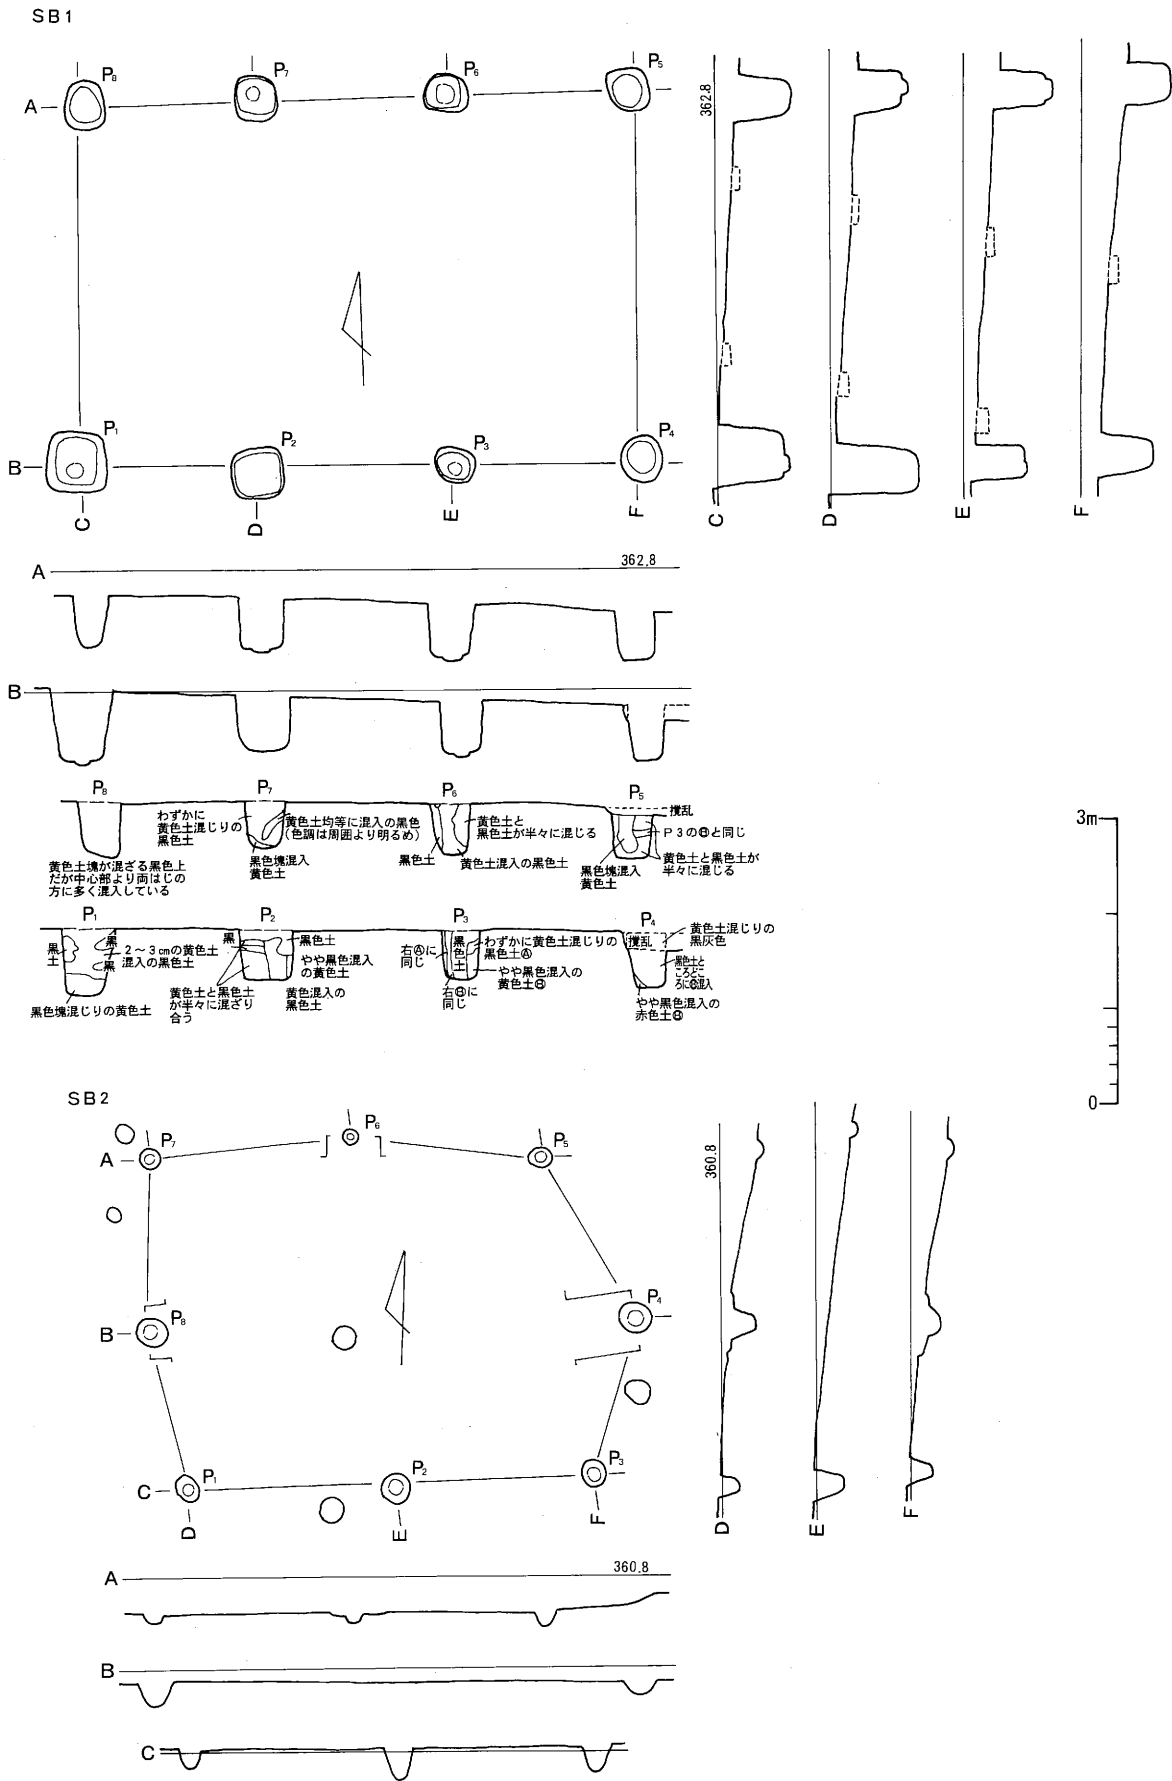 SB1
P8
P7
P6
P5
A
B
P1
P2
P3
P4
C
D
E
F
362.8
C
D
E
F
A
362.8
B
P8
P7
P6
P5
わずかに
黄色土混じりの
黒色土
黄色土均等に混入の黒色
(色調は周囲より明るめ)
黄色土と
黒色土が半々に混じる
攪乱
P3のⒷと同じ
黄色土塊が混ざる黒色土
だが中心部より両はじの
方に多く混入している
黒色塊混入
黄色土
黒色土
黄色土混入の黒色土
黒色塊混入
黄色土
黄色土と黒色土が
半々に混じる
P1
P2
P3
P4
黒
土
黒
黒
2〜3cmの黄色土
混入の黒色土
黒色塊混じりの黄色土
黒
黒色土
やや黒色混入
の黄色土
黄色土と黒色土
が半々に混ざり
合う
黄色混入の
黒色土
右Ⓐに
同じ
黒色土
わずかに黄色土混じりの
黒色土Ⓐ
やや黒色混入の
黄色土Ⓑ
右Ⓑに
同じ
攪乱
黄色土混じりの
黒灰色
黒色土と
ころどこ
ろに混入
やや黒色混入の
赤色土Ⓑ
3m
0
SB2
P7
P6
P5
A
B
P8
P4
C
P1
P2
P3
D
E
F
360.8
D
E
F
A
360.8
B
C